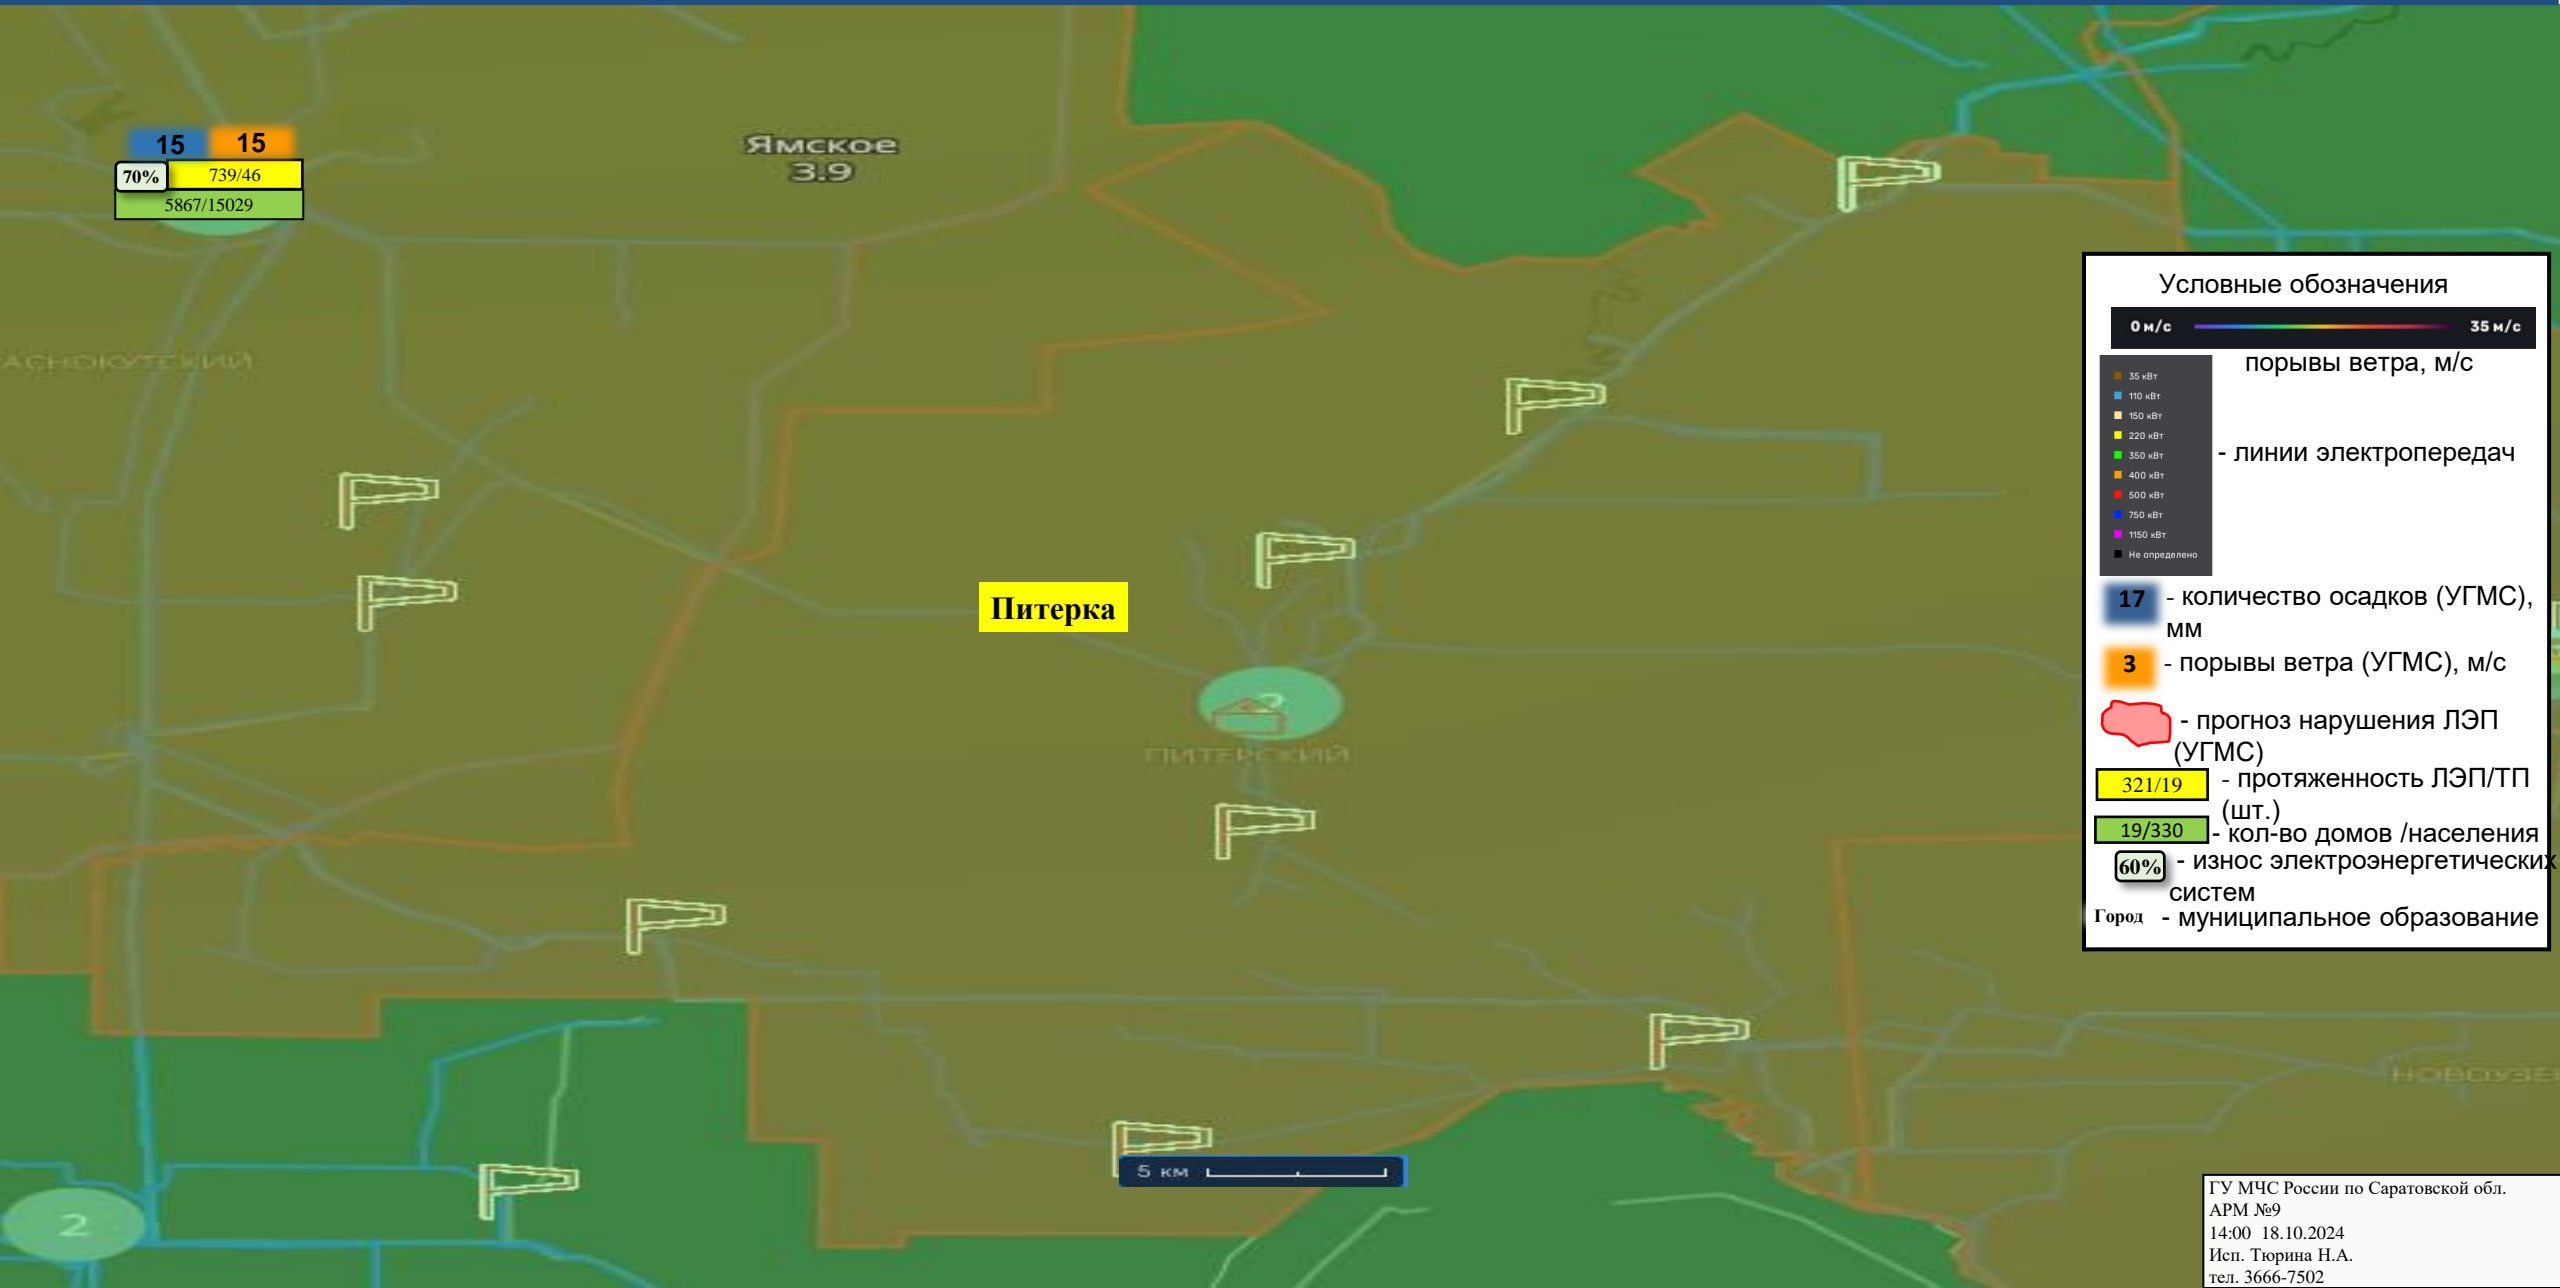 15 15
70% 739/46
5867/15029
Ямское
3.9
Питерка
ПИТЕРСКИЙ
2
5 км
2
Условные обозначения
0 м/с 35 м/с
порывы ветра, м/с
35 кВт
110 кВт
150 кВт
220 кВт
350 кВт
400 кВт
500 кВт
750 кВт
1150 кВт
Не определено
- линии электропередач
17 - количество осадков (УГМС),
мм
3 - порывы ветра (УГМС), м/с
- прогноз нарушения ЛЭП
(УГМС)
321/19 - протяженность ЛЭП/ТП
(шт.)
19/330 - кол-во домов /населения
60% - износ электроэнергетических
систем
Город - муниципальное образование
ГУ МЧС России по Саратовской обл.
АРМ №9
14:00 18.10.2024
Исп. Тюрина Н.А.
тел. 3666-7502